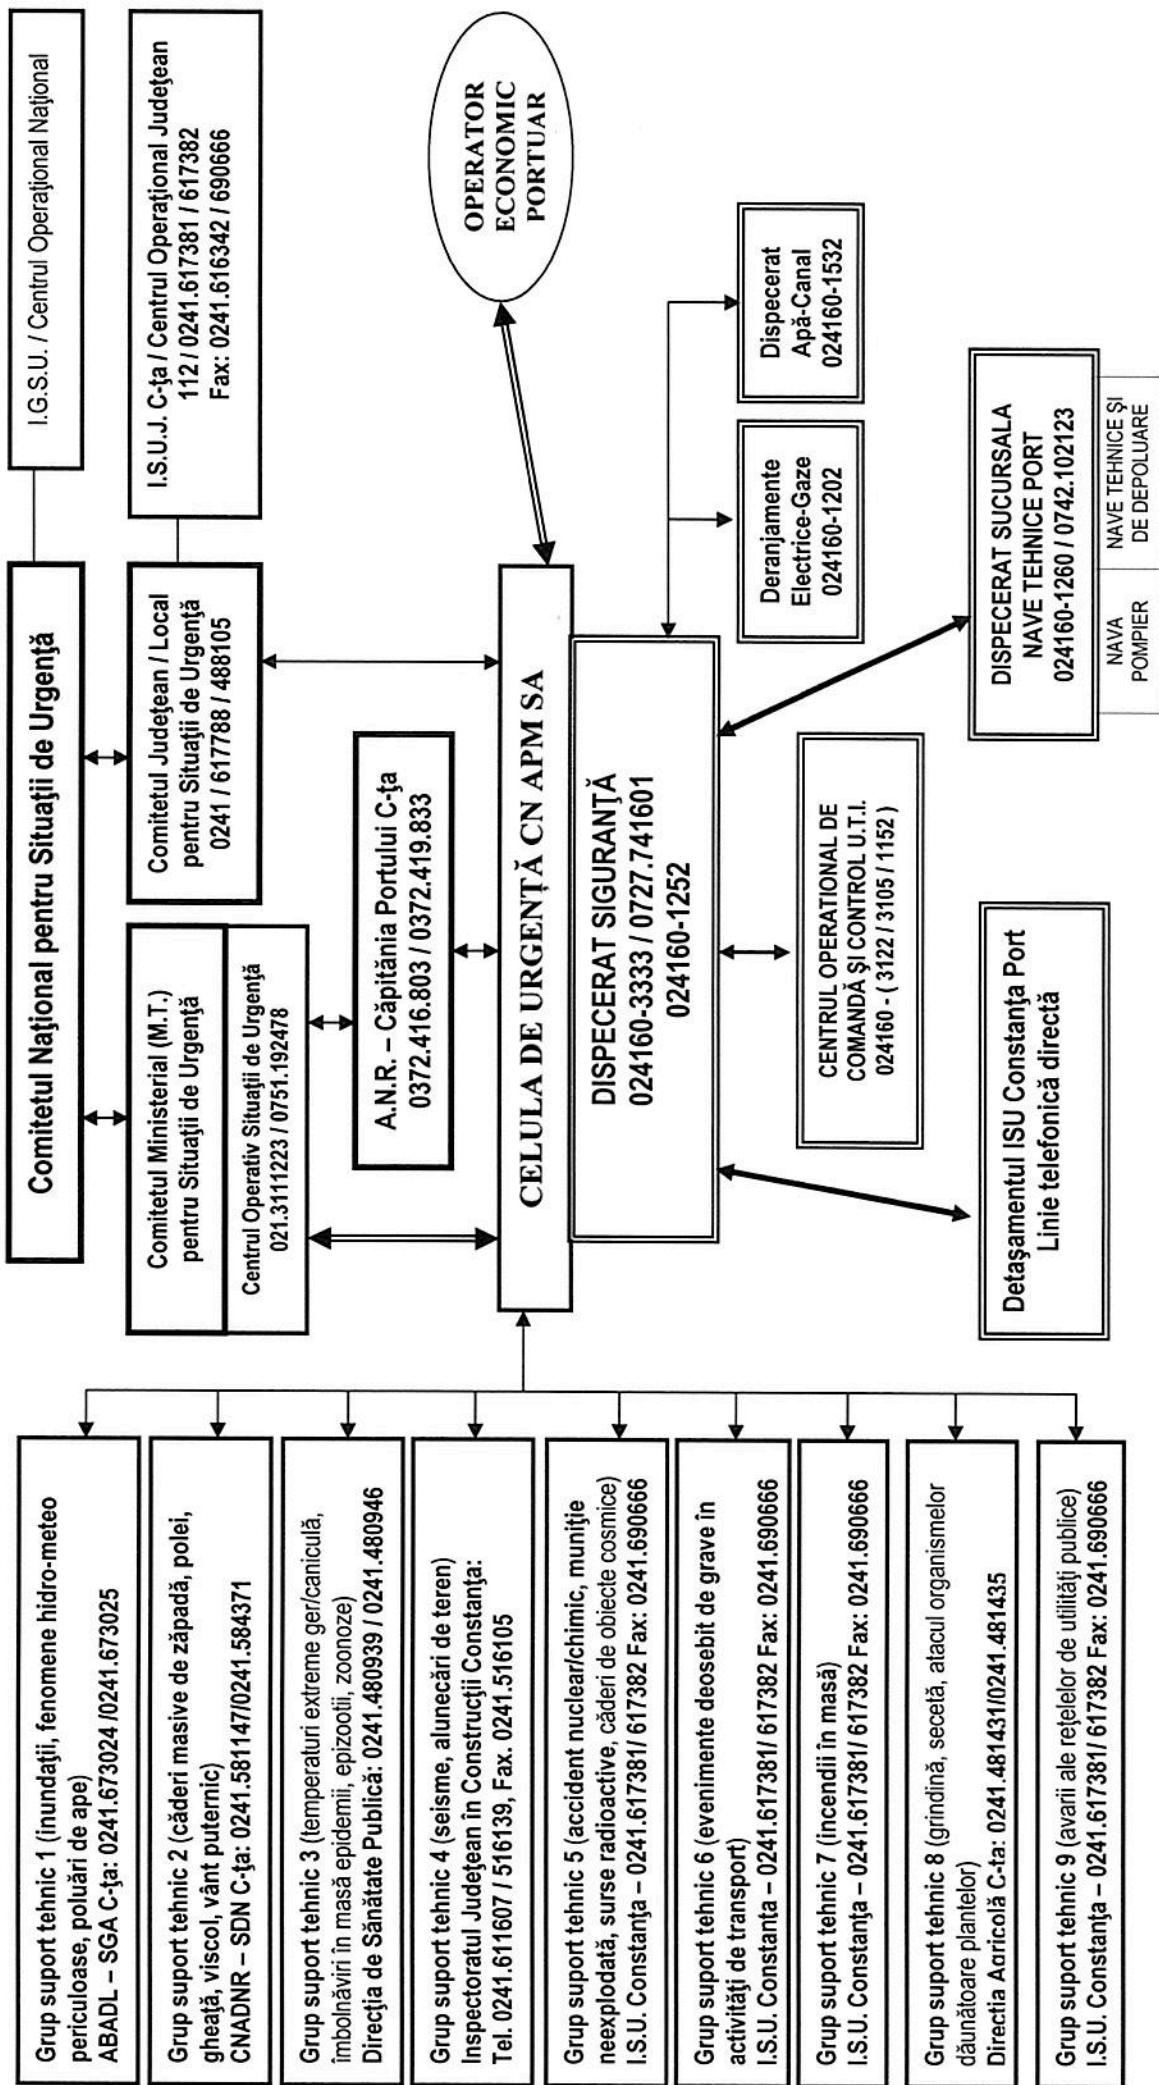 Comitetul Naţional pentru Situaţii de Urgenţă
I.G.S.U. / Centrul Operaţional Naţional
Comitetul Ministerial (M.T.)
pentru Situaţii de Urgenţă
Centrul Operativ Situaţii de Urgenţă
021.3111223 / 0751.192478
Comitetul Judeţean / Local
pentru Situaţii de Urgenţă
0241 / 617788 / 488105
I.S.U.J. C-ţa / Centrul Operaţional Judeţean
112 / 0241.617381 / 617382
Fax: 0241.616342 / 690666
A.N.R. – Căpitănia Portului C-ţa
0372.416.803 / 0372.419.833
OPERATOR
ECONOMIC
PORTUAR
CELULA DE URGENŢĂ CN APM SA
DISPECERAT SIGURANŢĂ
024160-3333 / 0727.741601
024160-1252
Deranjamente
Electrice-Gaze
024160-1202
Dispecerat
Apă-Canal
024160-1532
CENTRUL OPERATIONAL DE
COMANDĂ ŞI CONTROL U.T.I.
024160 - ( 3122 / 3105 / 1152 )
Detaşamentul ISU Constanţa Port
Linie telefonică directă
DISPECERAT SUCURSALA
NAVE TEHNICE PORT
024160-1260 / 0742.102123
NAVA
POMPIER
NAVE TEHNICE ŞI
DE DEPOLUARE
Grup suport tehnic 1 (inundaţii, fenomene hidro-meteo
periculoase, poluări de ape)
ABADL – SGA C-ţa: 0241.673024 /0241.673025
Grup suport tehnic 2 (căderi masive de zăpadă, polei,
gheaţă, viscol, vânt puternic)
CNADNR – SDN C-ţa: 0241.581147/0241.584371
Grup suport tehnic 3 (temperaturi extreme ger/caniculă,
îmbolnăviri în masă epidemii, epizootii, zoonoze)
Direcţia de Sănătate Publică: 0241.480939 / 0241.480946
Grup suport tehnic 4 (seisme, alunecări de teren)
Inspectoratul Judeţean în Construcţii Constanţa:
Tel. 0241.611607 / 516139, Fax. 0241.516105
Grup suport tehnic 5 (accident nuclear/chimic, muniţie
neexplodată, surse radioactive, căderi de obiecte cosmice)
I.S.U. Constanţa – 0241.617381/ 617382 Fax: 0241.690666
Grup suport tehnic 6 (evenimente deosebit de grave în
activităţi de transport)
I.S.U. Constanta – 0241.617381/ 617382 Fax: 0241.690666
Grup suport tehnic 7 (incendii în masă)
I.S.U. Constanţa – 0241.617381/ 617382 Fax: 0241.690666
Grup suport tehnic 8 (grindină, secetă, atacul organismelor
dăunătoare plantelor)
Directia Agricolă C-ta: 0241.481431/0241.481435
Grup suport tehnic 9 (avarii ale reţelelor de utilităţi publice)
I.S.U. Constanţa – 0241.617381/ 617382 Fax: 0241.690666